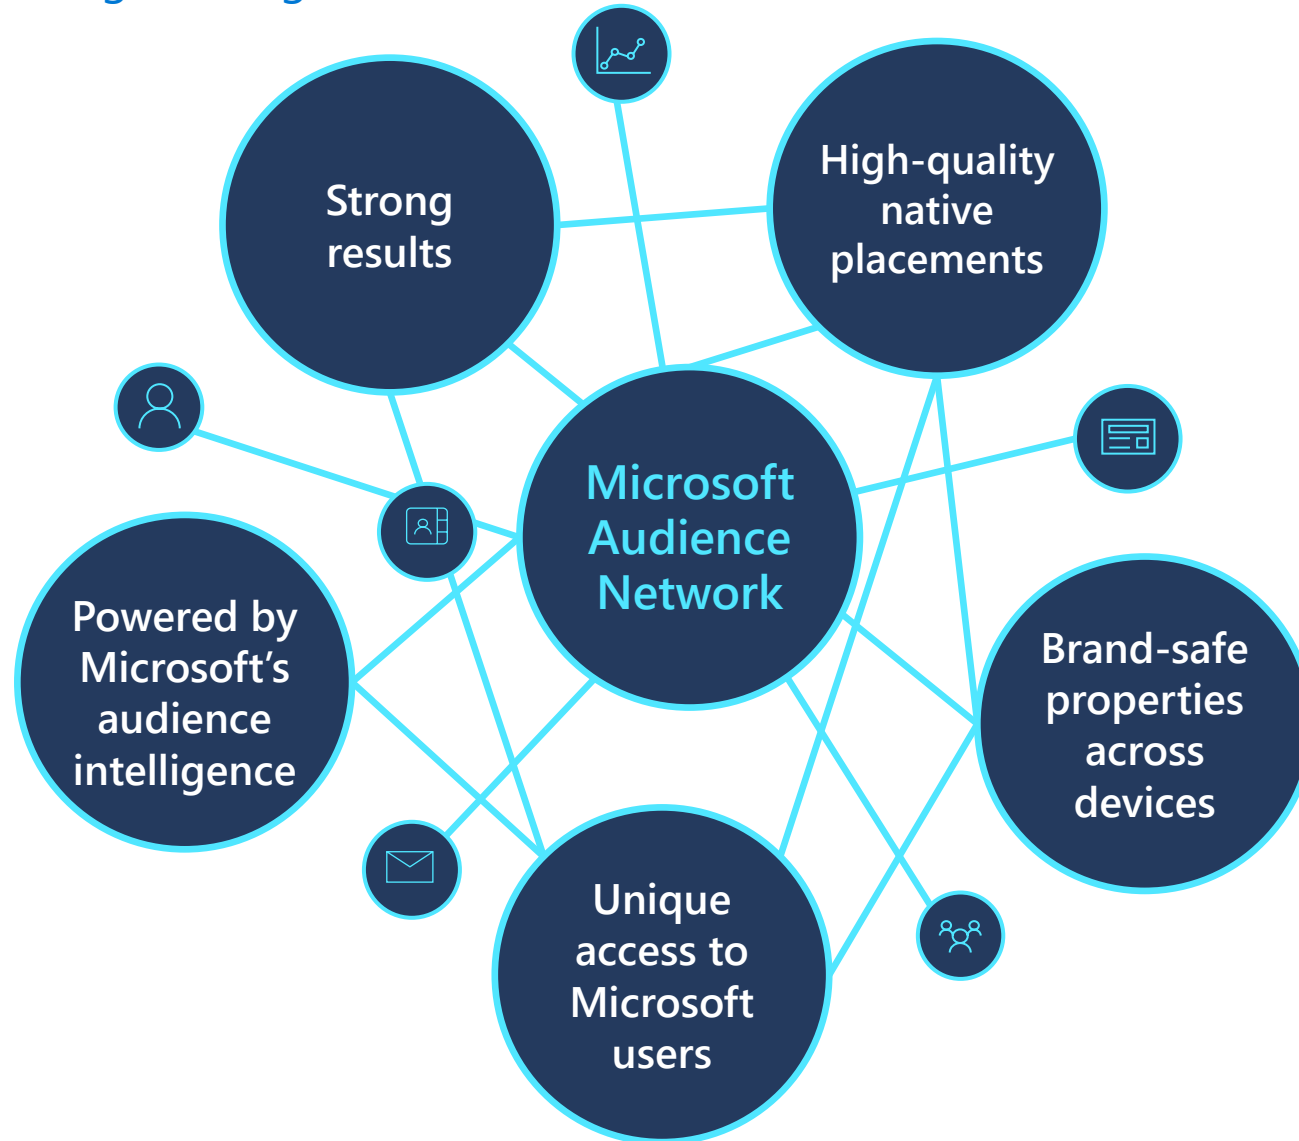 Strong
results
High-quality
native
placements
Microsoft
Audience
Network
Powered by
Microsoft’s
audience
intelligence
Brand-safe
properties
across
devices
Unique
access to
Microsoft
users